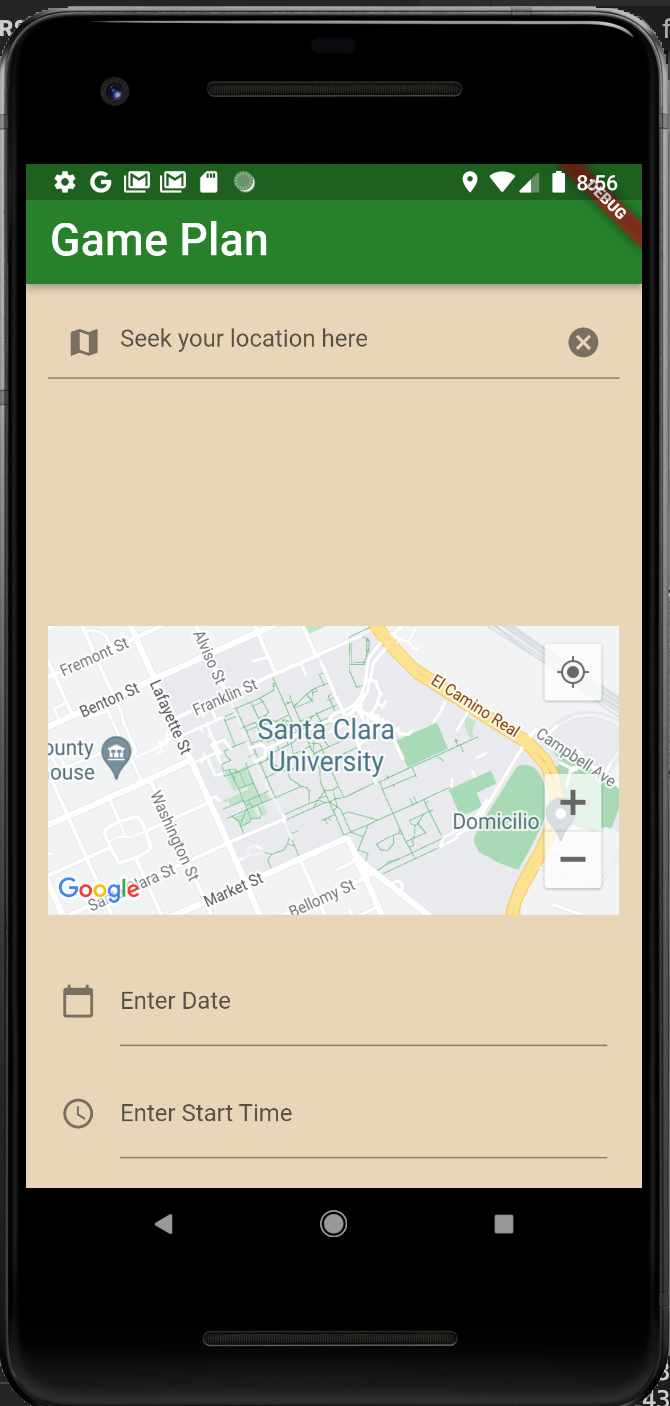 8:56
DEBUG
Game Plan
Seek your location here
Fremont St
Alviso St
Benton St
Lafayette St
Franklin St
El Camino Real
Santa Clara
University
Campbell Ave
ounty
ouse
Washington St
Domicilio
Google
Clara St
Market St
Bellomy St
Enter Date
Enter Start Time
43